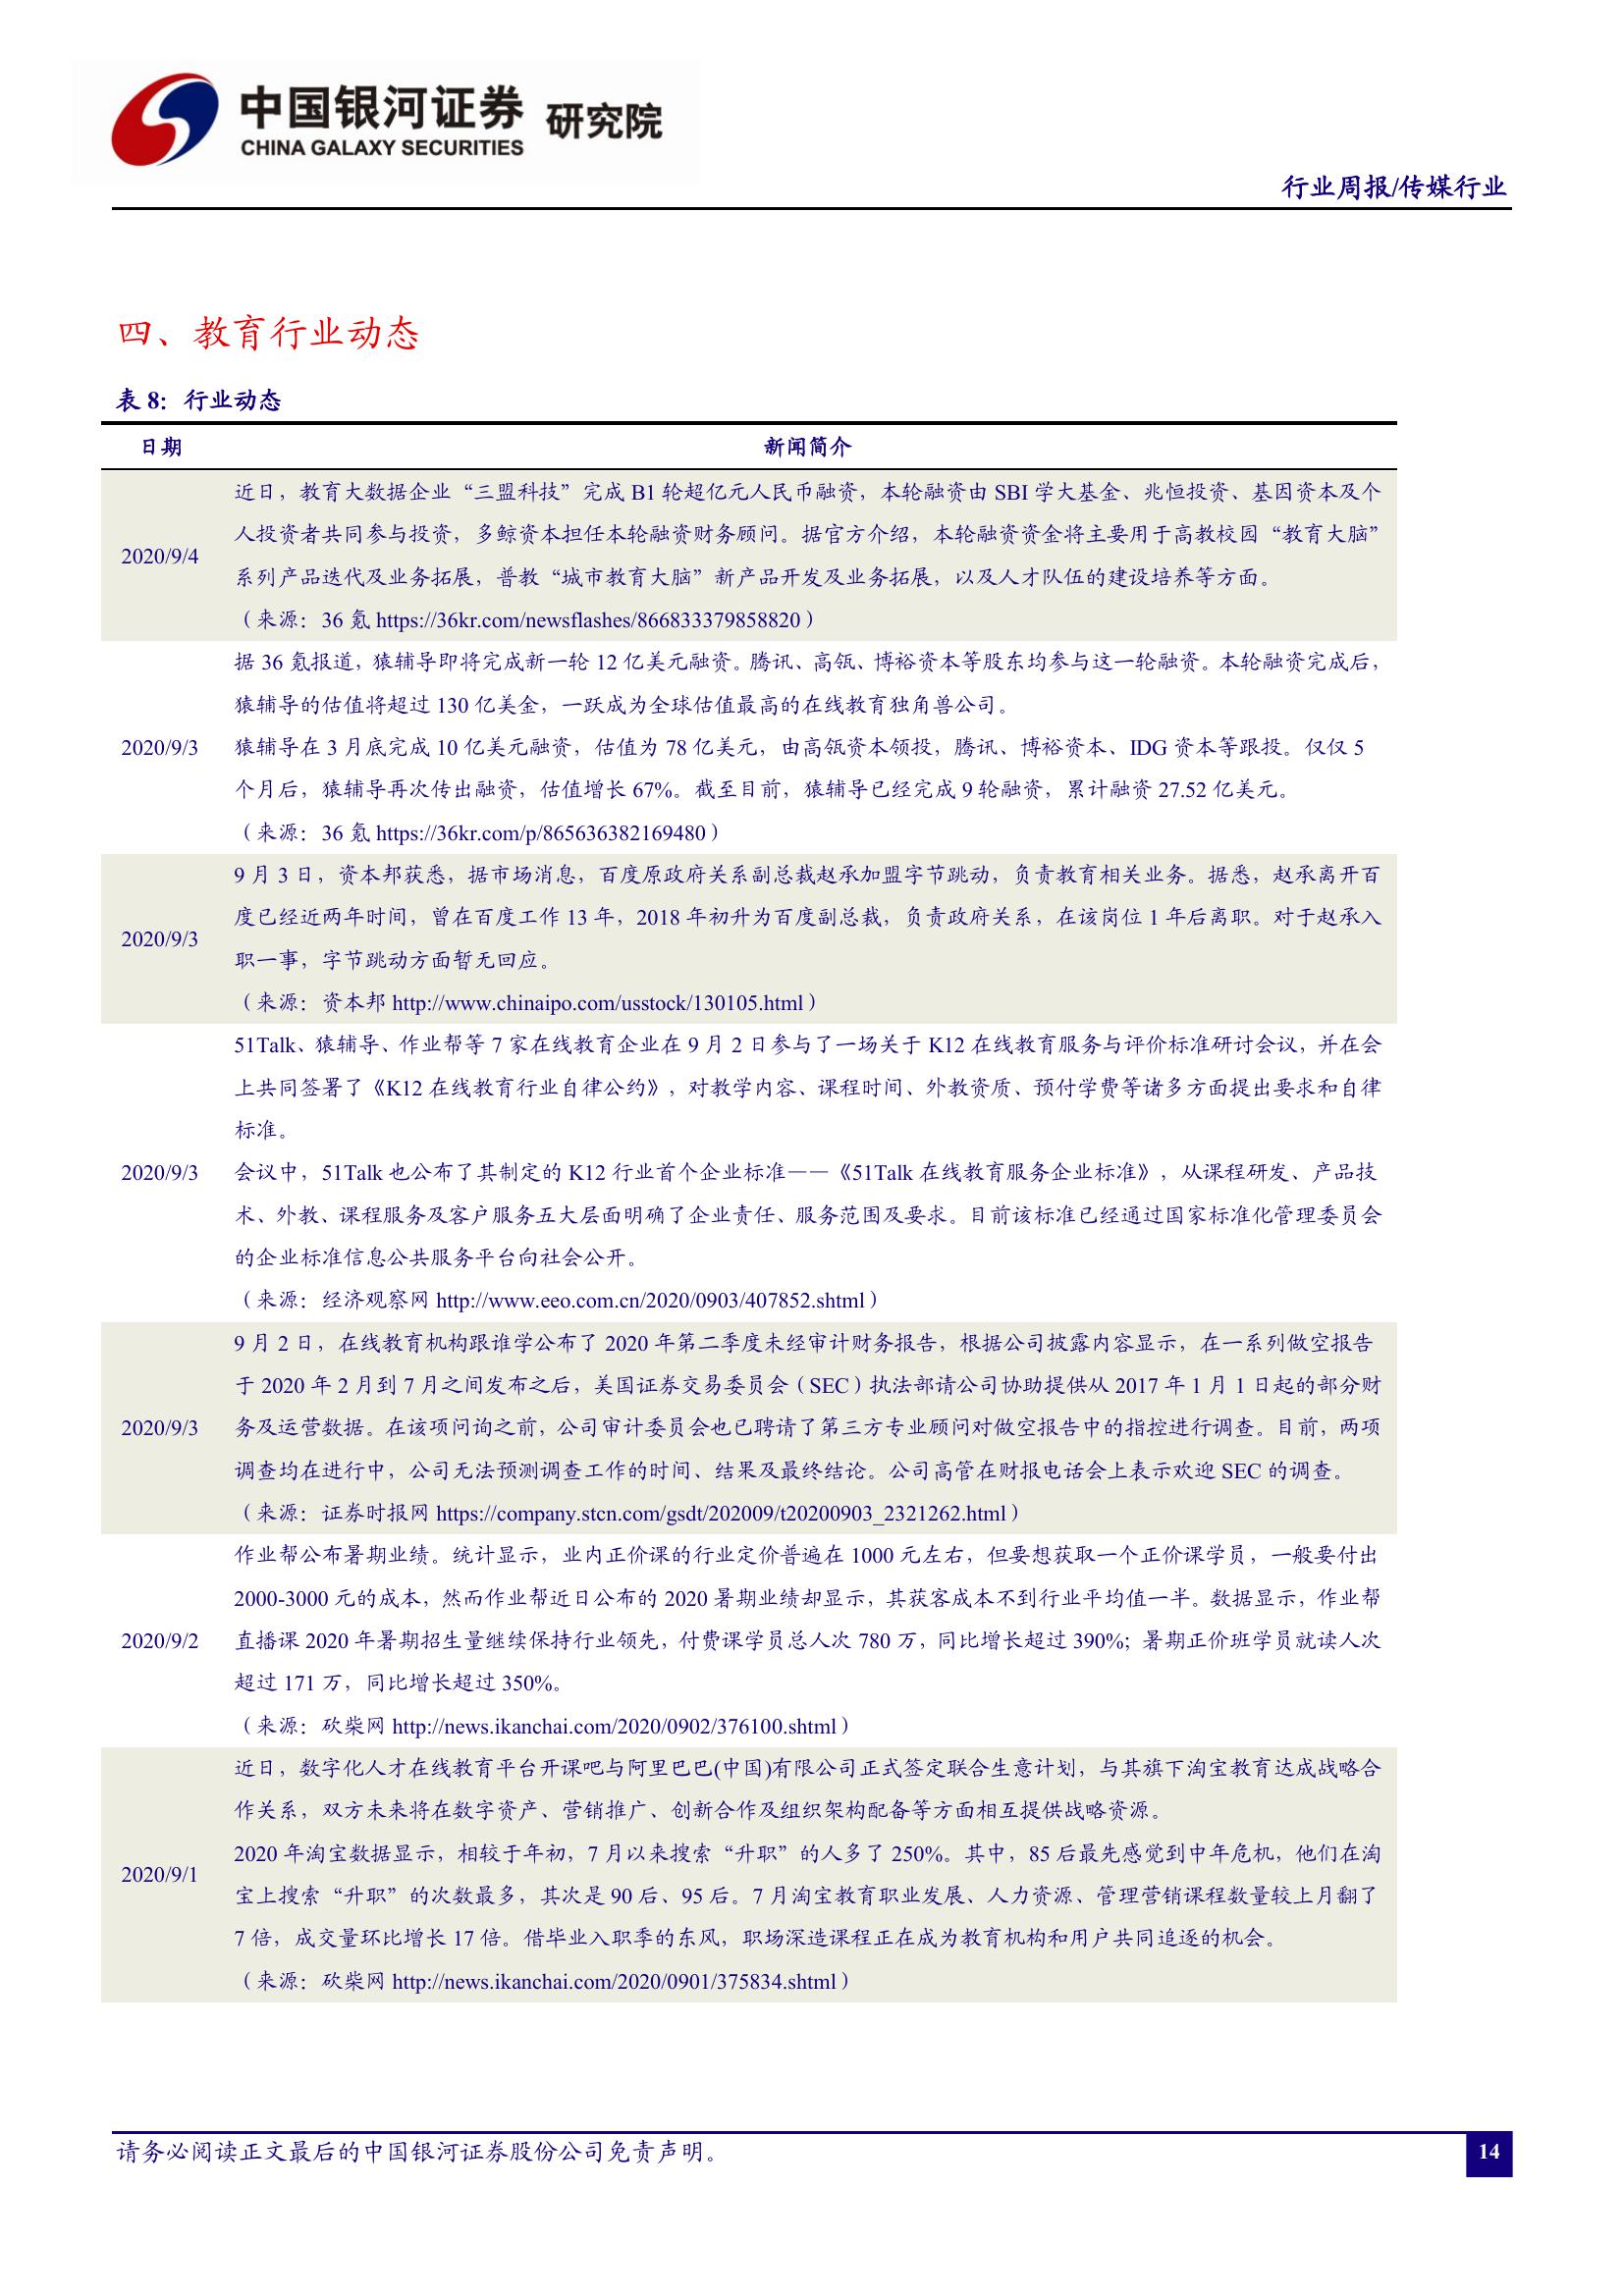 中国银河证券 研究院
CHINA GALAXY SECURITIES
行业周报/传媒行业
四、教育行业动态
表 8：行业动态
日期 新闻简介
近日，教育大数据企业“三盟科技”完成 B1 轮超亿元人民币融资，本轮融资由 SBI 学大基金、兆恒投资、基因资本及个
人投资者共同参与投资，多鲸资本担任本轮融资财务顾问。据官方介绍，本轮融资资金将主要用于高教校园“教育大脑”
2020/9/4
系列产品迭代及业务拓展，普教“城市教育大脑”新产品开发及业务拓展，以及人才队伍的建设培养等方面。
（来源：36 氪 https://36kr.com/newsflashes/866833379858820）
据 36 氪报道，猿辅导即将完成新一轮 12 亿美元融资。腾讯、高瓴、博裕资本等股东均参与这一轮融资。本轮融资完成后，
猿辅导的估值将超过 130 亿美金，一跃成为全球估值最高的在线教育独角兽公司。
2020/9/3 猿辅导在 3 月底完成 10 亿美元融资，估值为 78 亿美元，由高瓴资本领投，腾讯、博裕资本、IDG 资本等跟投。仅仅 5
个月后，猿辅导再次传出融资，估值增长 67%。截至目前，猿辅导已经完成 9 轮融资，累计融资 27.52 亿美元。
（来源：36 氪 https://36kr.com/p/865636382169480）
9 月 3 日，资本邦获悉，据市场消息，百度原政府关系副总裁赵承加盟字节跳动，负责教育相关业务。据悉，赵承离开百
度已经近两年时间，曾在百度工作 13 年，2018 年初升为百度副总裁，负责政府关系，在该岗位 1 年后离职。对于赵承入
2020/9/3
职一事，字节跳动方面暂无回应。
（来源：资本邦 http://www.chinaipo.com/usstock/130105.html）
51Talk、猿辅导、作业帮等 7 家在线教育企业在 9 月 2 日参与了一场关于 K12 在线教育服务与评价标准研讨会议，并在会
上共同签署了《K12 在线教育行业自律公约》，对教学内容、课程时间、外教资质、预付学费等诸多方面提出要求和自律
标准。
2020/9/3 会议中，51Talk 也公布了其制定的 K12 行业首个企业标准——《51Talk 在线教育服务企业标准》，从课程研发、产品技
术、外教、课程服务及客户服务五大层面明确了企业责任、服务范围及要求。目前该标准已经通过国家标准化管理委员会
的企业标准信息公共服务平台向社会公开。
（来源：经济观察网 http://www.eeo.com.cn/2020/0903/407852.shtml）
9 月 2 日，在线教育机构跟谁学公布了 2020 年第二季度未经审计财务报告，根据公司披露内容显示，在一系列做空报告
于 2020 年 2 月到 7 月之间发布之后，美国证券交易委员会（SEC）执法部请公司协助提供从 2017 年 1 月 1 日起的部分财
2020/9/3 务及运营数据。在该项问询之前，公司审计委员会也已聘请了第三方专业顾问对做空报告中的指控进行调查。目前，两项
调查均在进行中，公司无法预测调查工作的时间、结果及最终结论。公司高管在财报电话会上表示欢迎 SEC 的调查。
（来源：证券时报网 https://company.stcn.com/gsdt/202009/t20200903_2321262.html）
作业帮公布暑期业绩。统计显示，业内正价课的行业定价普遍在 1000 元左右，但要想获取一个正价课学员，一般要付出
2000-3000 元的成本，然而作业帮近日公布的 2020 暑期业绩却显示，其获客成本不到行业平均值一半。数据显示，作业帮
2020/9/2 直播课 2020 年暑期招生量继续保持行业领先，付费课学员总人次 780 万，同比增长超过 390%；暑期正价班学员就读人次
超过 171 万，同比增长超过 350%。
（来源：砍柴网 http://news.ikanchai.com/2020/0902/376100.shtml）
近日，数字化人才在线教育平台开课吧与阿里巴巴(中国)有限公司正式签定联合生意计划，与其旗下淘宝教育达成战略合
作关系，双方未来将在数字资产、营销推广、创新合作及组织架构配备等方面相互提供战略资源。
2020 年淘宝数据显示，相较于年初，7 月以来搜索“升职”的人多了 250%。其中，85 后最先感觉到中年危机，他们在淘
2020/9/1
宝上搜索“升职”的次数最多，其次是 90 后、95 后。7 月淘宝教育职业发展、人力资源、管理营销课程数量较上月翻了
7 倍，成交量环比增长 17 倍。借毕业入职季的东风，职场深造课程正在成为教育机构和用户共同追逐的机会。
（来源：砍柴网 http://news.ikanchai.com/2020/0901/375834.shtml）
请务必阅读正文最后的中国银河证券股份公司免责声明。
14